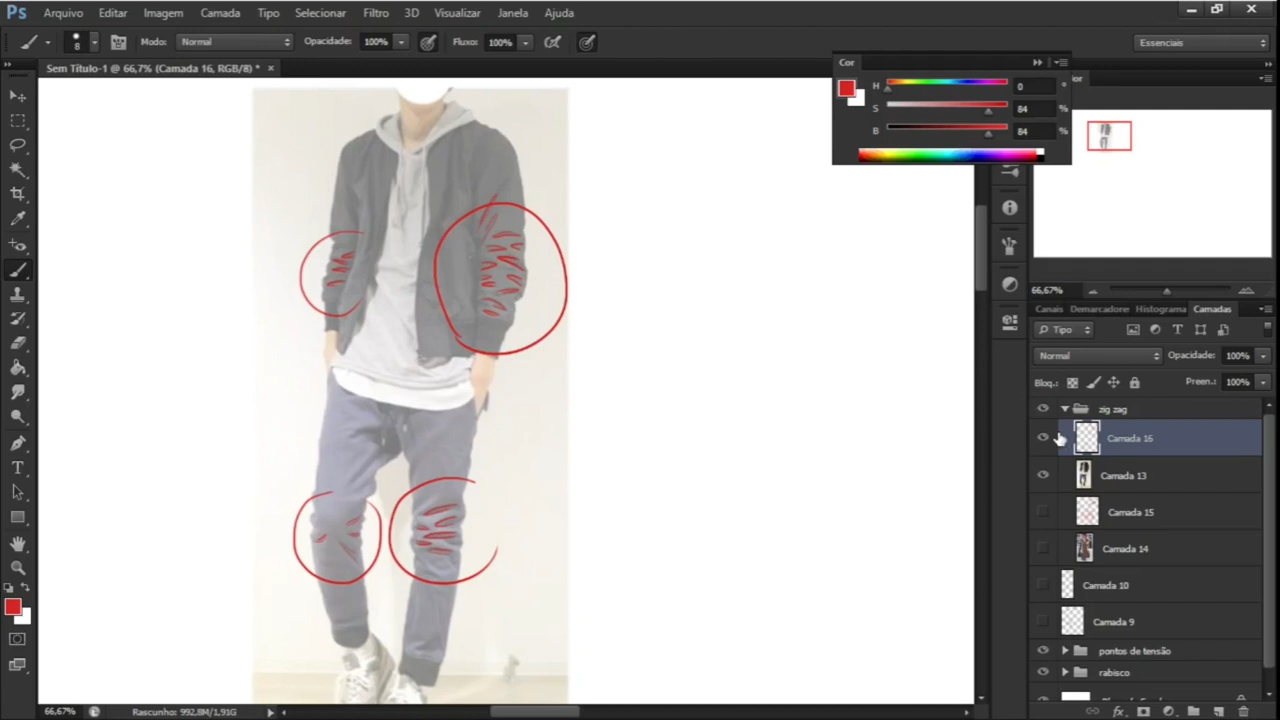 Ps Arquivo Editar Imagem Camada Tipo Selecionar Filtro 3D Visualizar Janela Ajuda
8 Modo: Normal Opacidade: 100% Fluxo: 100% Essenciais
Sem Título-1 @ 66,7% (Camada 16, RGB/8) * ×
Cor
H 0 °
S 84 %
B 84 %
66,67%
Canais Demarcadore Histograma Camadas
Tipo
Normal Opacidade: 100%
Bloq.: Preen.: 100%
zig zag
Camada 16
Camada 13
Camada 15
Camada 14
Camada 10
Camada 9
pontos de tensão
rabisco
66,67% Rascunho: 992,8M/1,91G